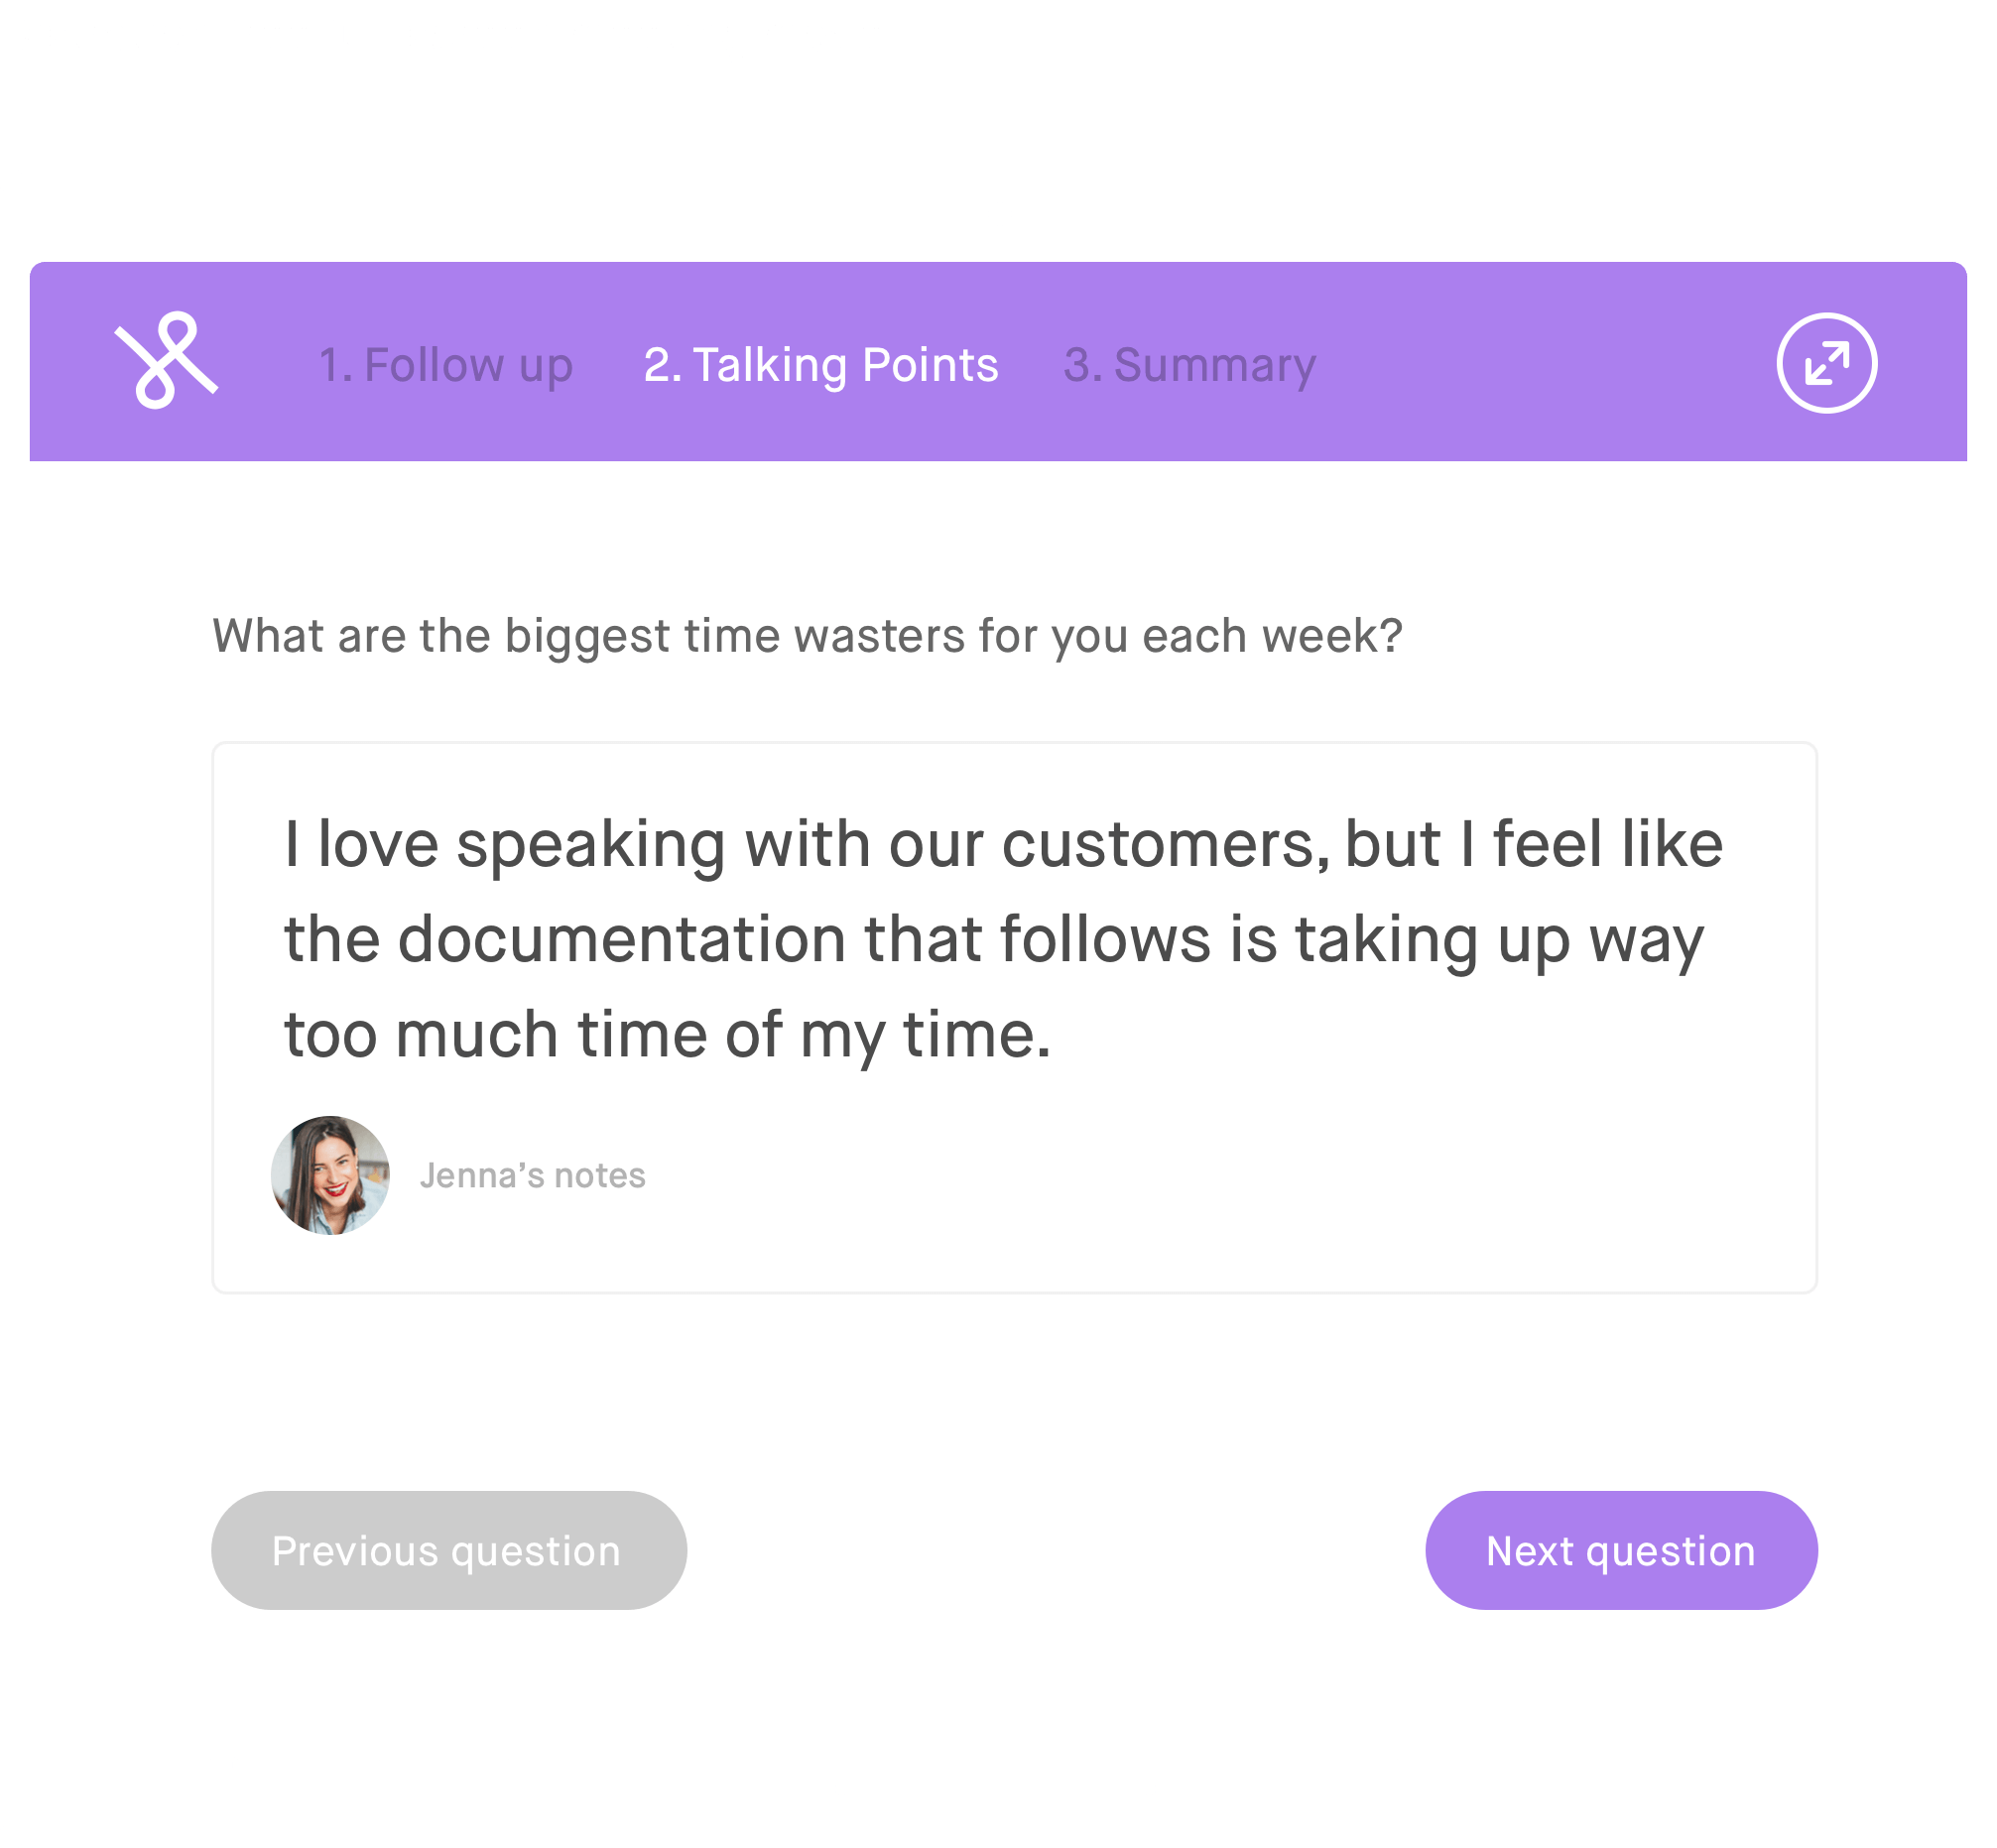 1. Follow up 2. Talking Points 3. Summary
What are the biggest time wasters for you each week?
I love speaking with our customers, but I feel like
the documentation that follows is taking up way
too much time of my time.
Jenna’s notes
Previous question
Next question